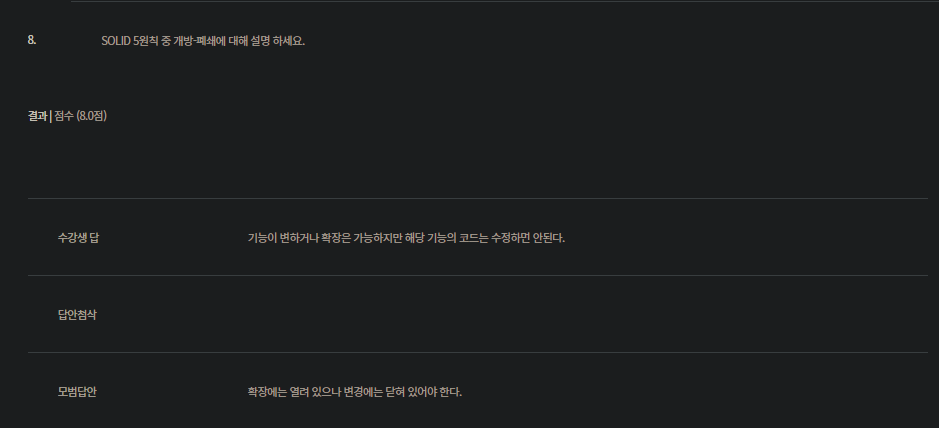 8. SOLID 5원칙 중 개방-폐쇄에 대해 설명 하세요.
결과 | 점수 (8.0점)
수강생 답 기능이 변하거나 확장은 가능하지만 해당 기능의 코드는 수정하면 안된다.
답안첨삭
모범답안 확장에는 열려 있으나 변경에는 닫혀 있어야 한다.